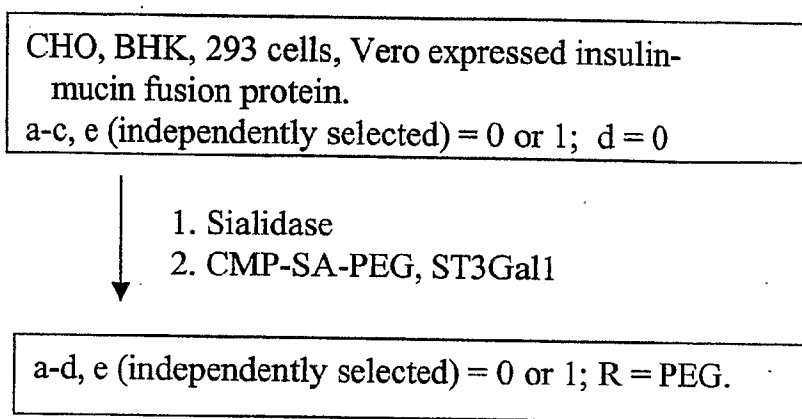 CHO, BHK, 293 cells, Vero expressed insulin-
mucin fusion protein.
a-c, e (independently selected) = 0 or 1; d = 0
1. Sialidase
2. CMP-SA-PEG, ST3Gal1
a-d, e (independently selected) = 0 or 1; R = PEG.